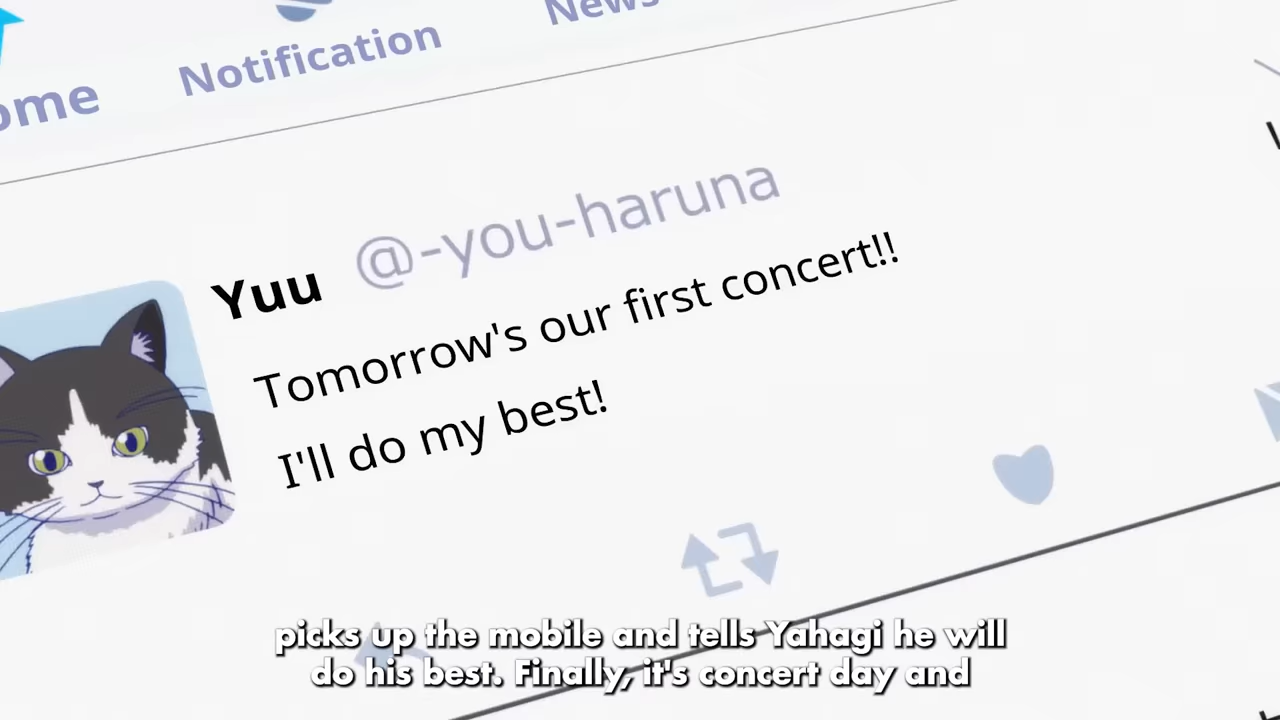 ome
Notification
News
Yuu @-you-haruna
Tomorrow's our first concert!!
I'll do my best!
picks up the mobile and tells Yahagi he will
do his best. Finally, it's concert day and